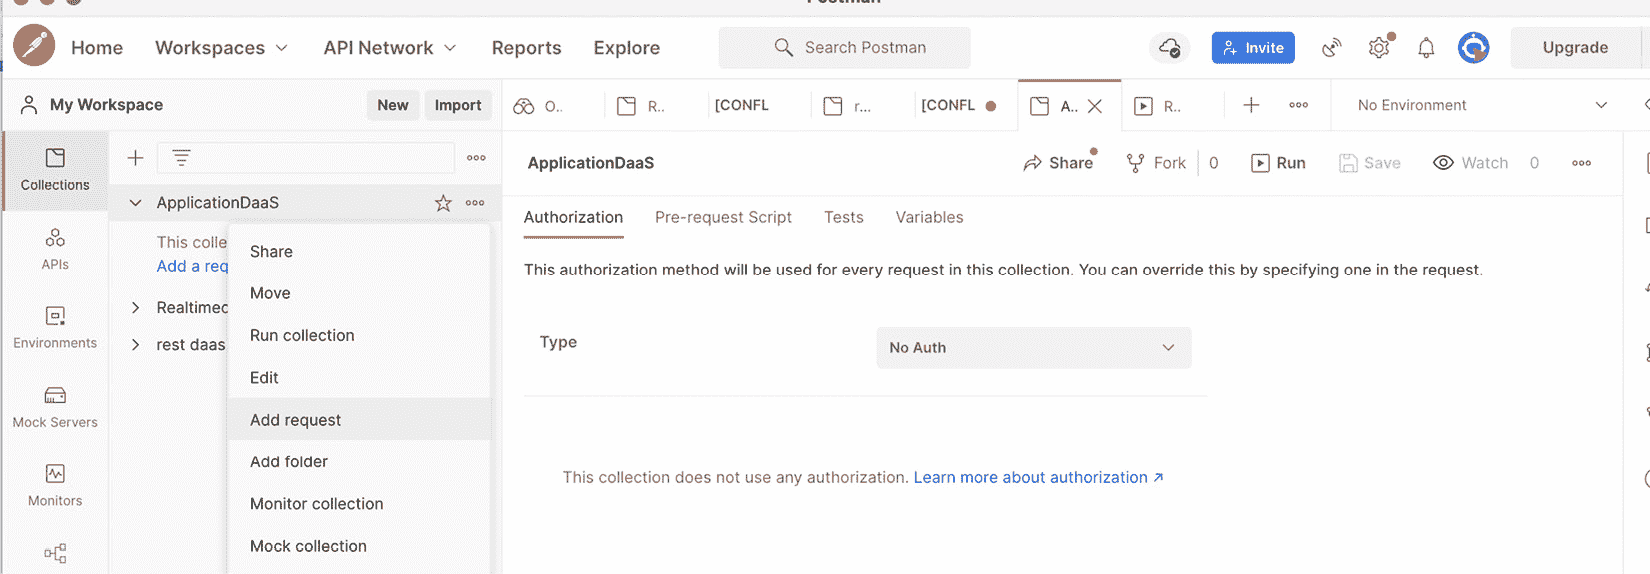 Postman
Home Workspaces API Network Reports Explore Search Postman Invite Upgrade
My Workspace New Import O.. R.. [CONFL r... [CONFL A.. R.. No Environment
Collections
ApplicationDaaS
This colle
Add a req
Realtimec
rest daas
APIs
Environments
Mock Servers
Monitors
Share
Move
Run collection
Edit
Add request
Add folder
Monitor collection
Mock collection
ApplicationDaaS Share Fork 0 Run Save Watch 0
Authorization Pre-request Script Tests Variables
This authorization method will be used for every request in this collection. You can override this by specifying one in the request.
Type No Auth
This collection does not use any authorization. Learn more about authorization ↗